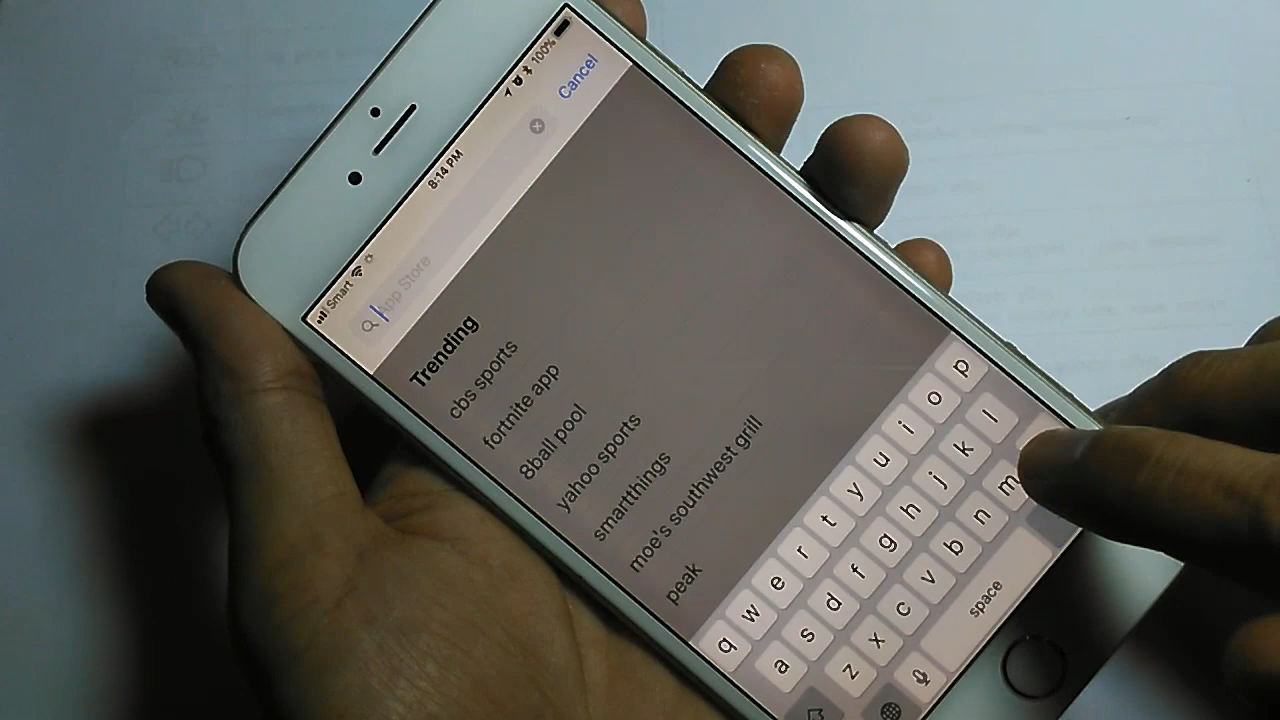 Smart 8:14 PM 100%
App Store Cancel
Trending
cbs sports
fortnite app
8ball pool
yahoo sports
smartthings
moe's southwest grill
peak
q w e r t y u i o p
a s d f g h j k l
z x c v b n m
space